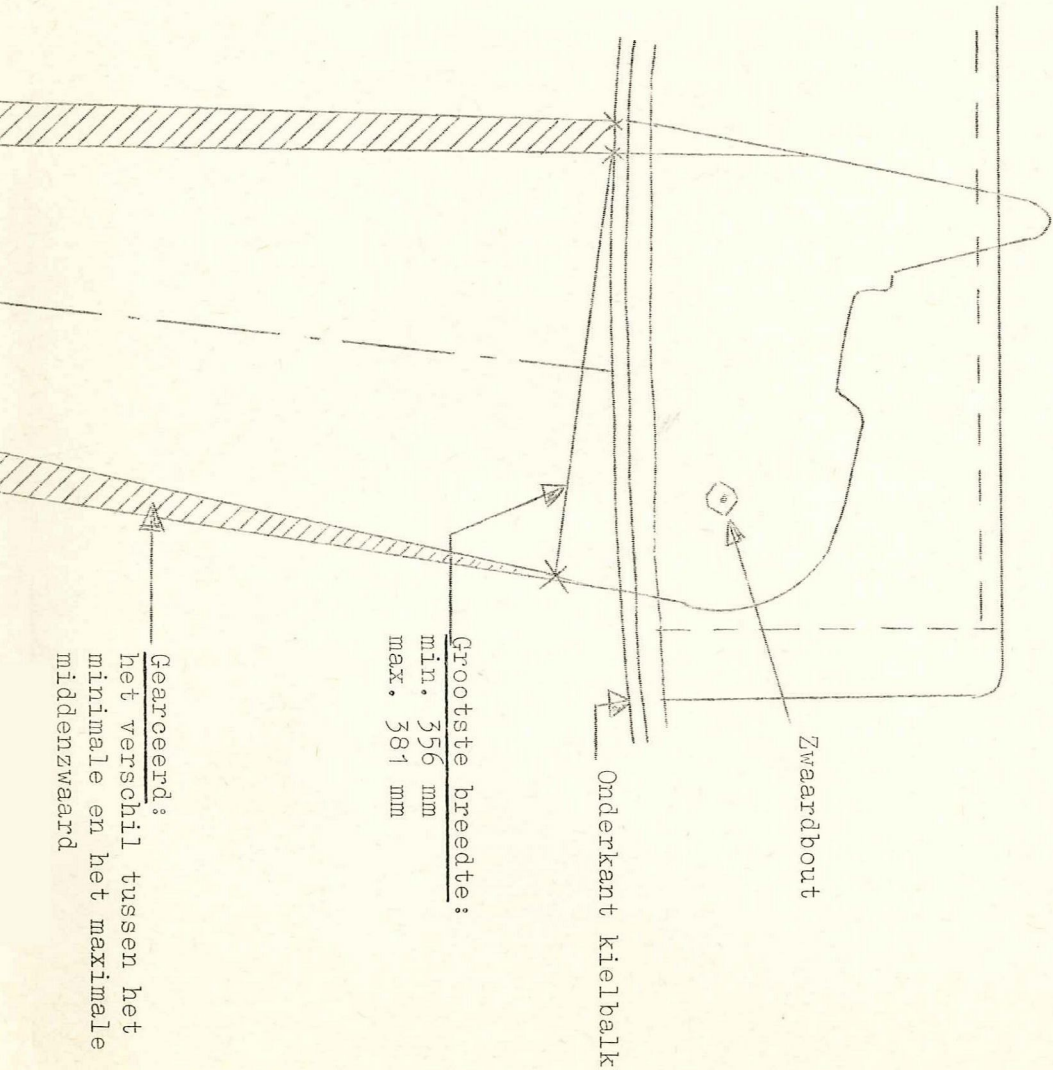 Zwaardbout
Onderkant kielbalk
Grootste breedte:
min. 356 mm
max. 381 mm
Gearceerd:
het verschil tussen het
minimale en het maximale
middenzwaard